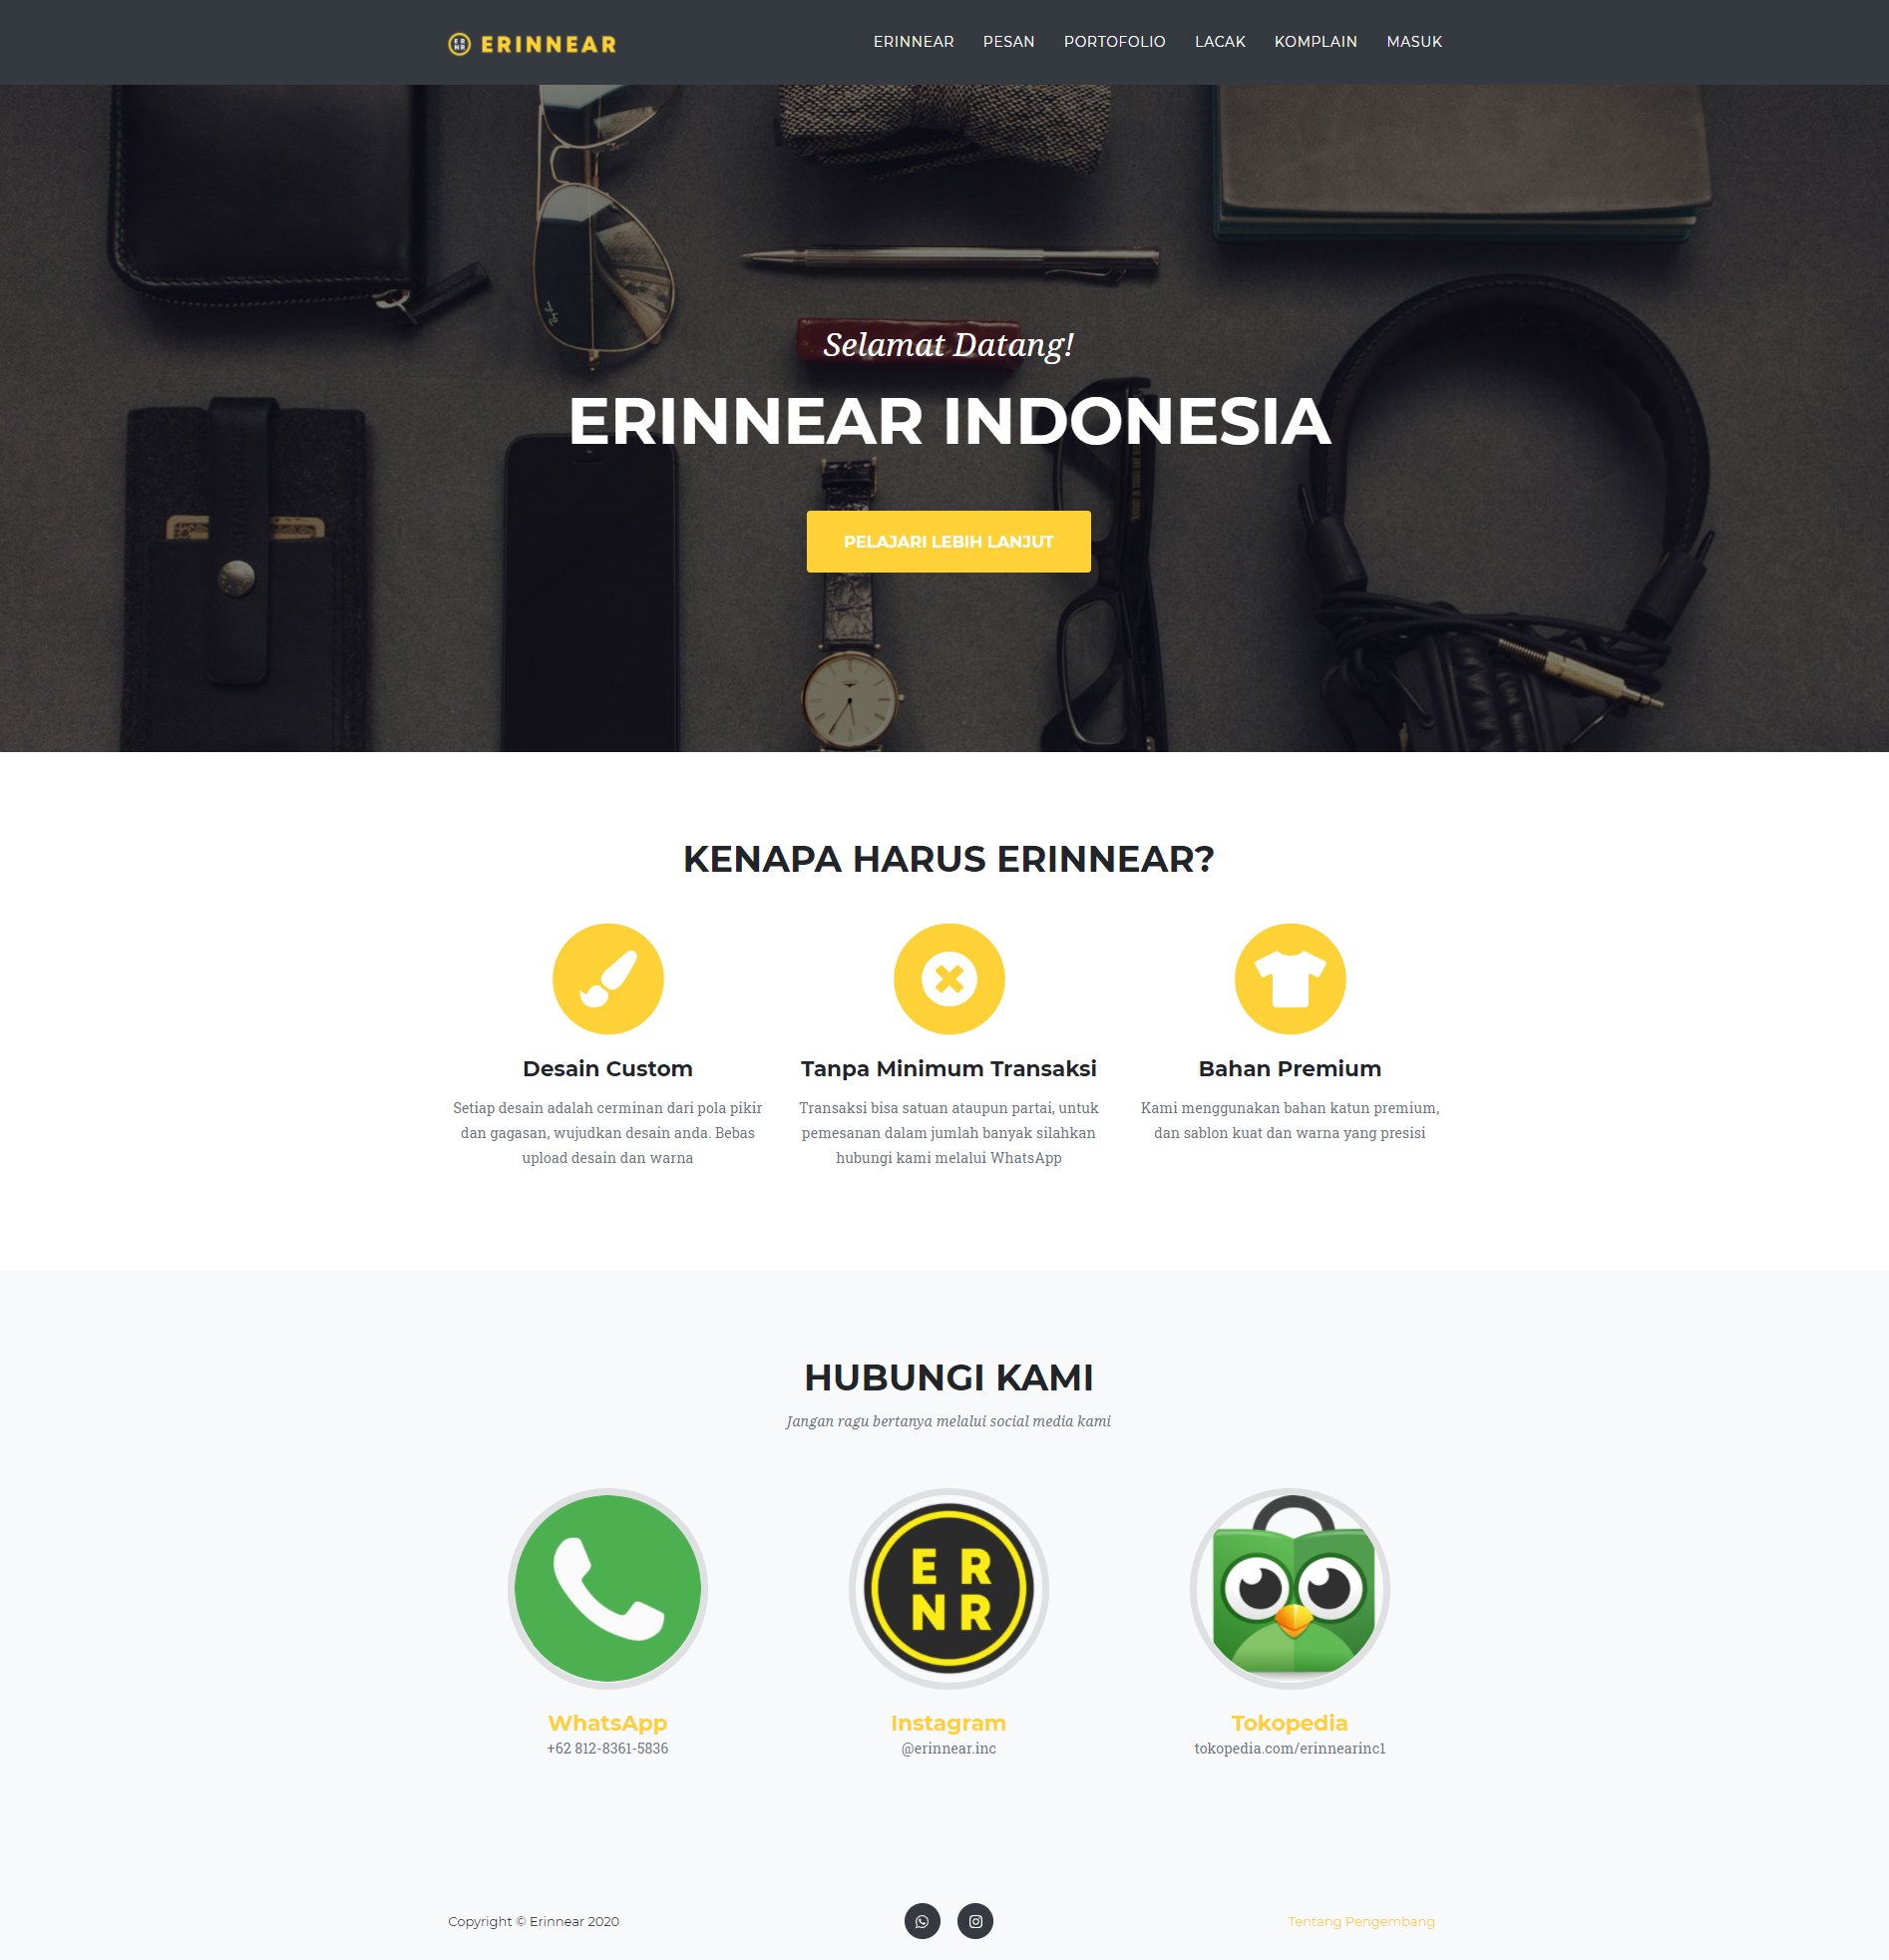 ER
NR
ERINNEAR
ERINNEAR PESAN PORTOFOLIO LACAK KOMPLAIN MASUK
Selamat Datang!
ERINNEAR INDONESIA
PELAJARI LEBIH LANJUT
KENAPA HARUS ERINNEAR?
Desain Custom
Setiap desain adalah cerminan dari pola pikir
dan gagasan, wujudkan desain anda. Bebas
upload desain dan warna
Tanpa Minimum Transaksi
Transaksi bisa satuan ataupun partai, untuk
pemesanan dalam jumlah banyak silahkan
hubungi kami melalui WhatsApp
Bahan Premium
Kami menggunakan bahan katun premium,
dan sablon kuat dan warna yang presisi
HUBUNGI KAMI
Jangan ragu bertanya melalui social media kami
E R
N R
WhatsApp
+62 812-8361-5836
Instagram
@erinnear.inc
Tokopedia
tokopedia.com/erinnearinc1
Copyright © Erinnear 2020
Tentang Pengembang